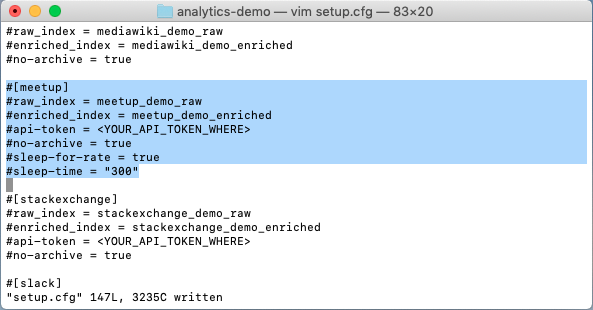 analytics-demo — vim setup.cfg — 83×20
#raw_index = mediawiki_demo_raw
#enriched_index = mediawiki_demo_enriched
#no-archive = true
#[meetup]
#raw_index = meetup_demo_raw
#enriched_index = meetup_demo_enriched
#api-token = <YOUR_API_TOKEN_WHERE>
#no-archive = true
#sleep-for-rate = true
#sleep-time = "300"
#[stackexchange]
#raw_index = stackexchange_demo_raw
#enriched_index = stackexchange_demo_enriched
#api-token = <YOUR_API_TOKEN_WHERE>
#no-archive = true
#[slack]
"setup.cfg" 147L, 3235C written